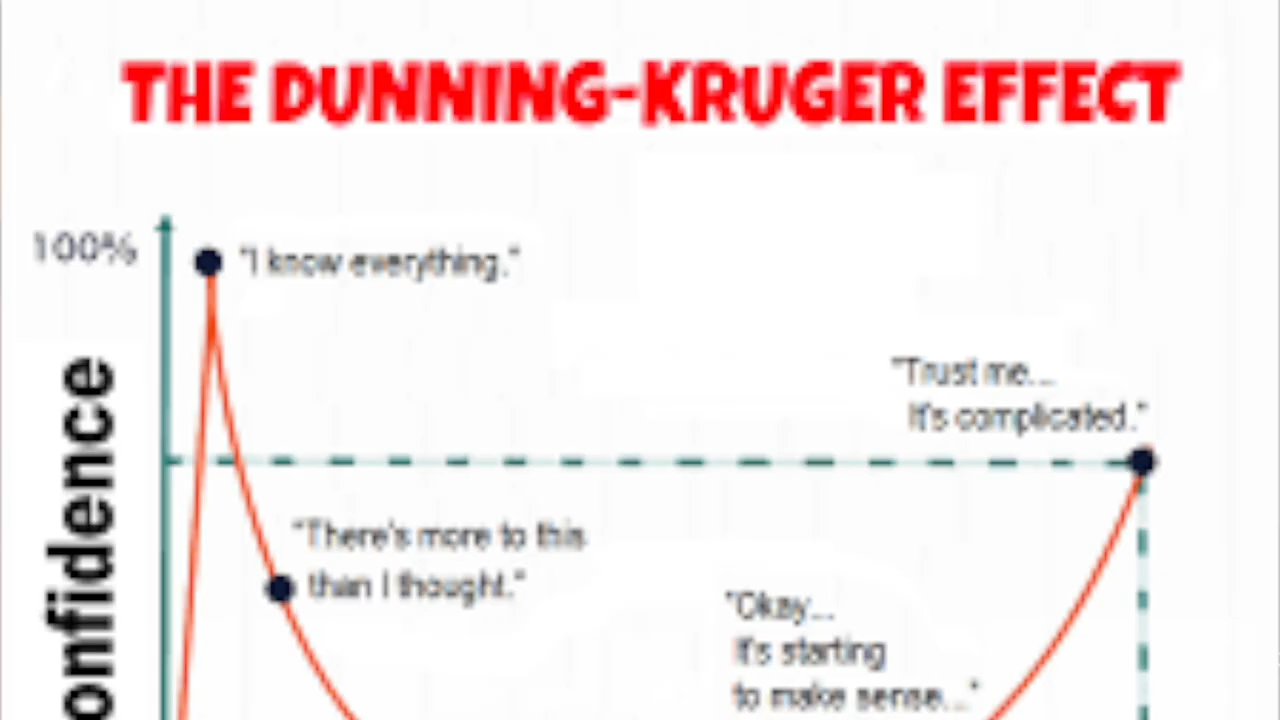 THE DUNNING-KRUGER EFFECT
100%
"I know everything."
"Trust me...
It's complicated."
"There's more to this
than I thought."
"Okay...
It's starting
to make sense..."
onfidence